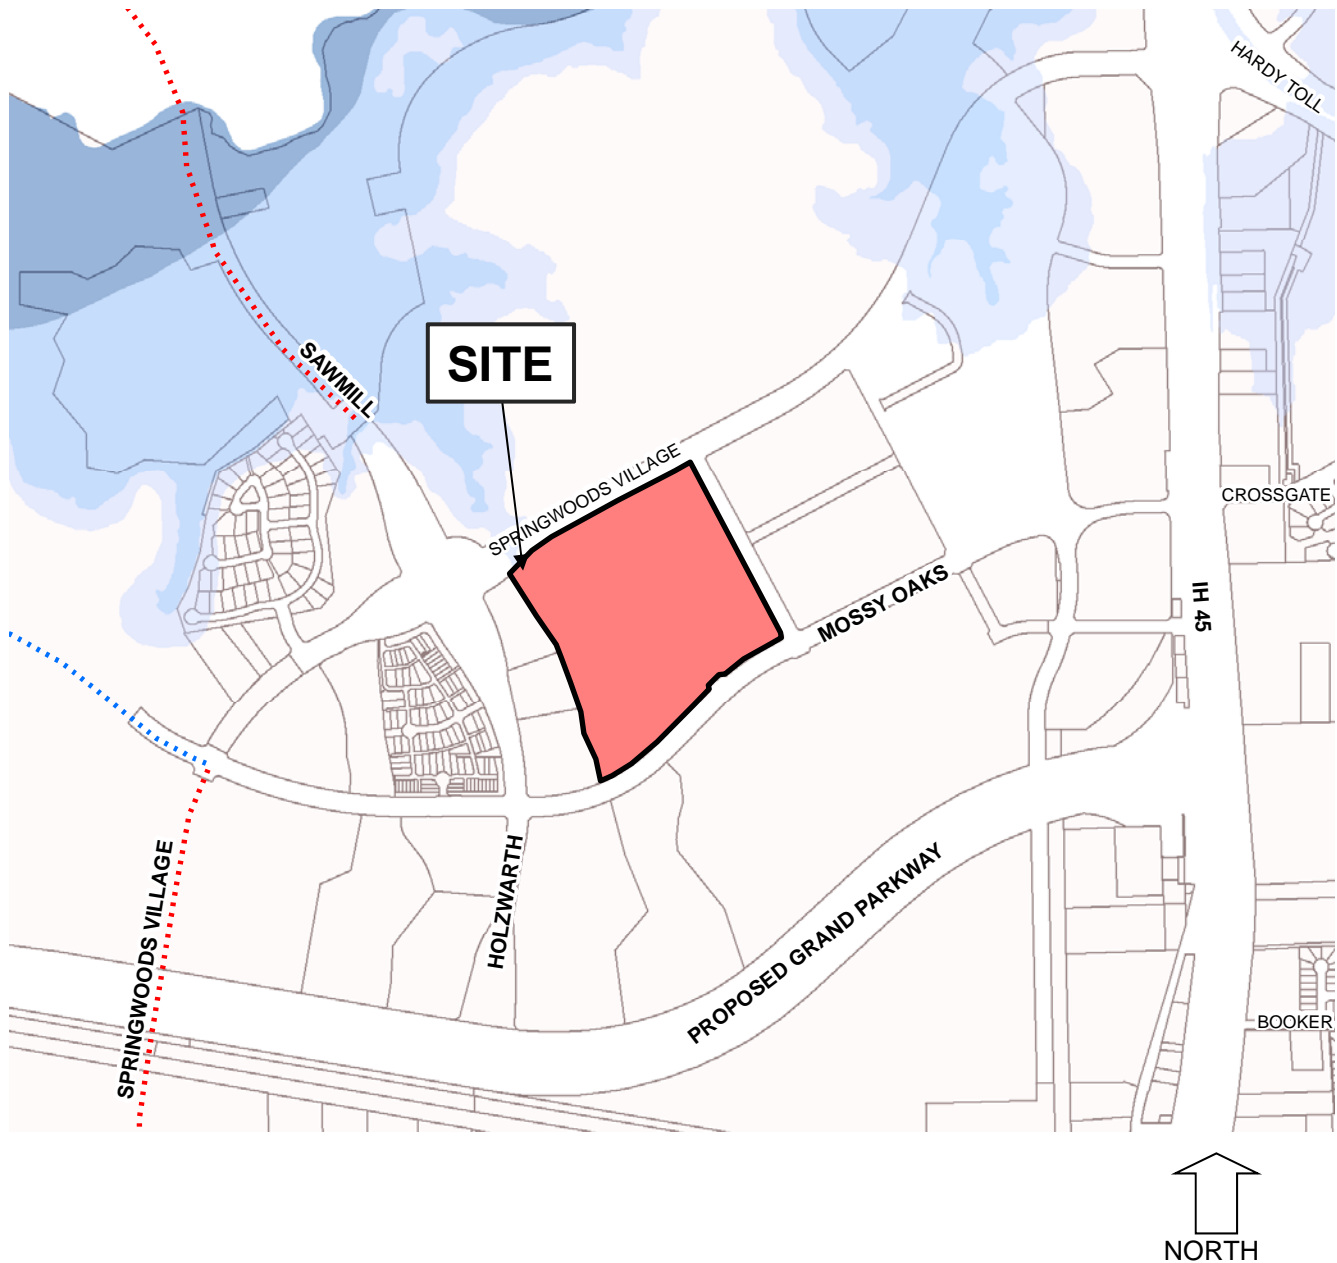 HARDY TOLL
SAWMILL
SITE
SPRINGWOODS VILLAGE
CROSSGATE
MOSSY OAKS
IH 45
SPRINGWOODS VILLAGE
HOLZWARTH
PROPOSED GRAND PARKWAY
BOOKER
NORTH